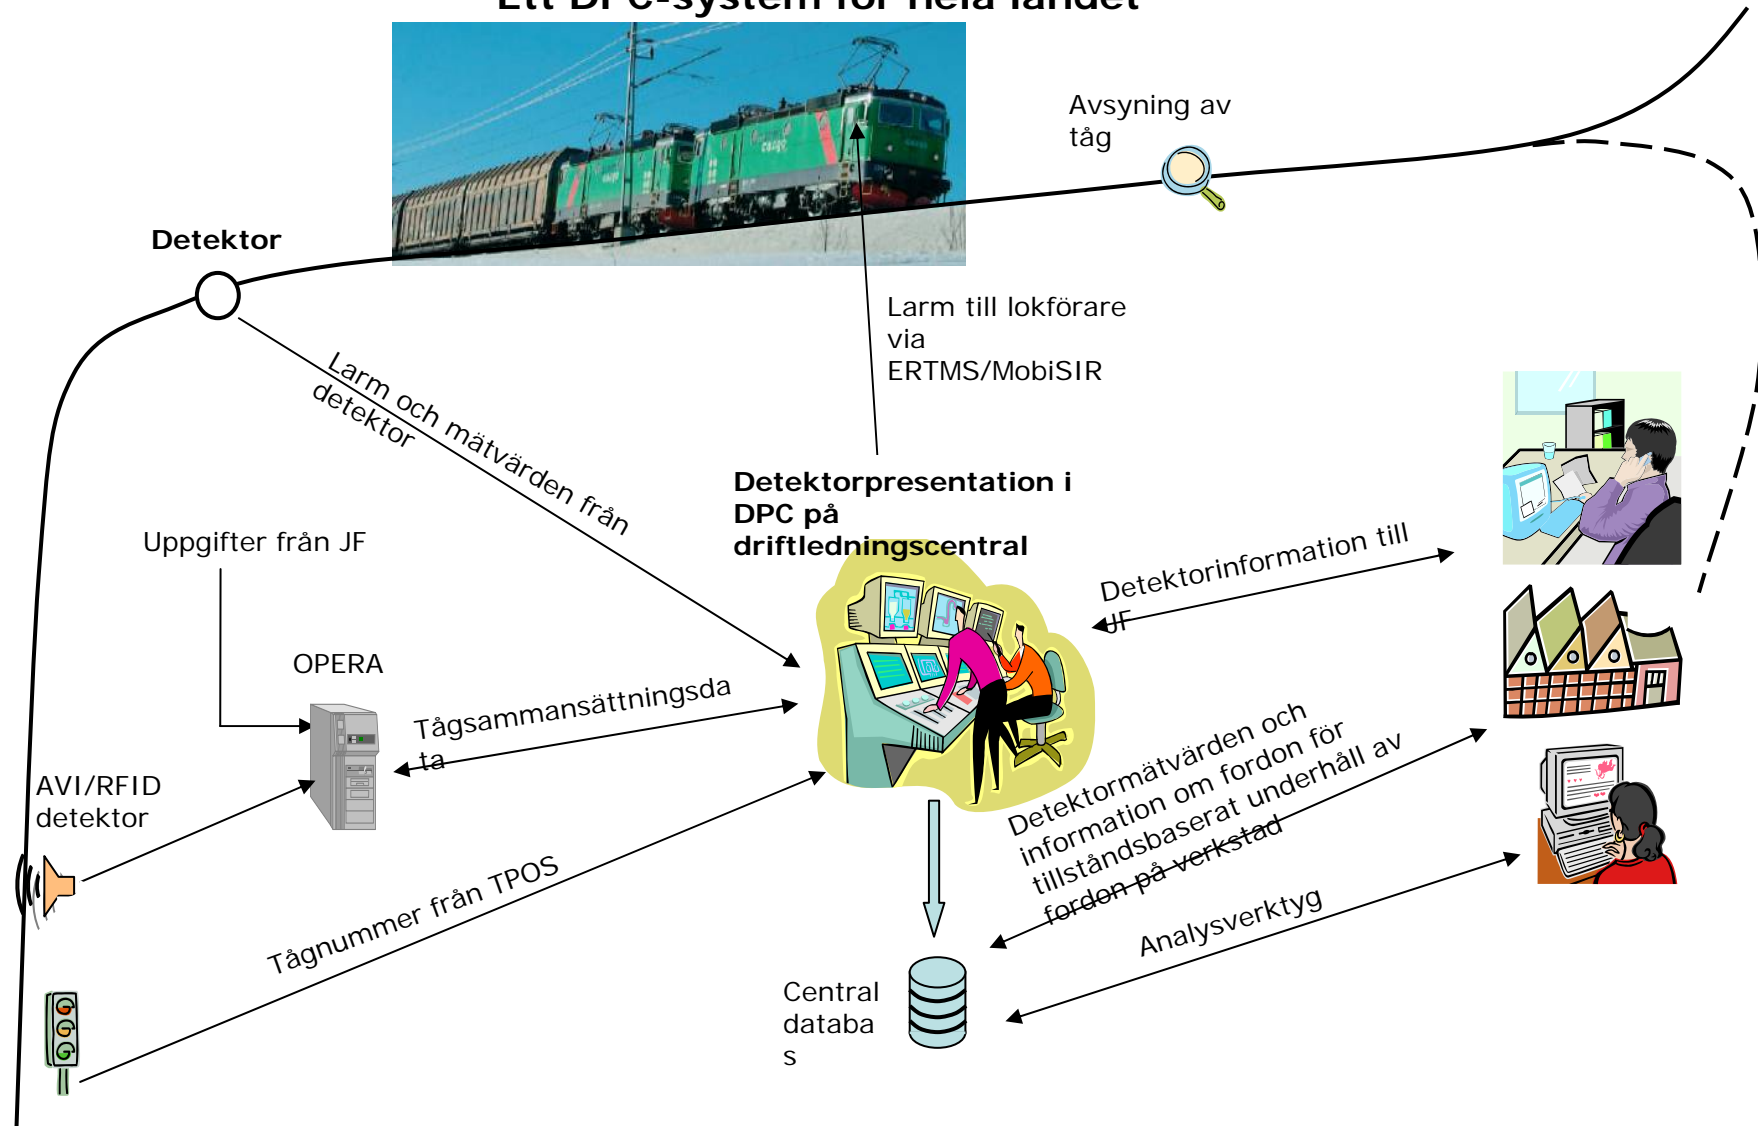 Ett DPC-system för hela landet
Avsyning av
tåg
Detektor
Larm till lokförare
via
ERTMS/MobiSIR
Larm och mätvärden från
detektor
Detektorpresentation i
DPC på
driftledningscentral
Uppgifter från JF
Detektorinformation till
JF
OPERA
Tågsammansättningsda
ta
AVI/RFID
detektor
Detektormätvärden och
information om fordon för
tillståndsbaserat underhåll av
fordon på verkstad
Tågnummer från TPOS
Analysverktyg
Central
databa
s